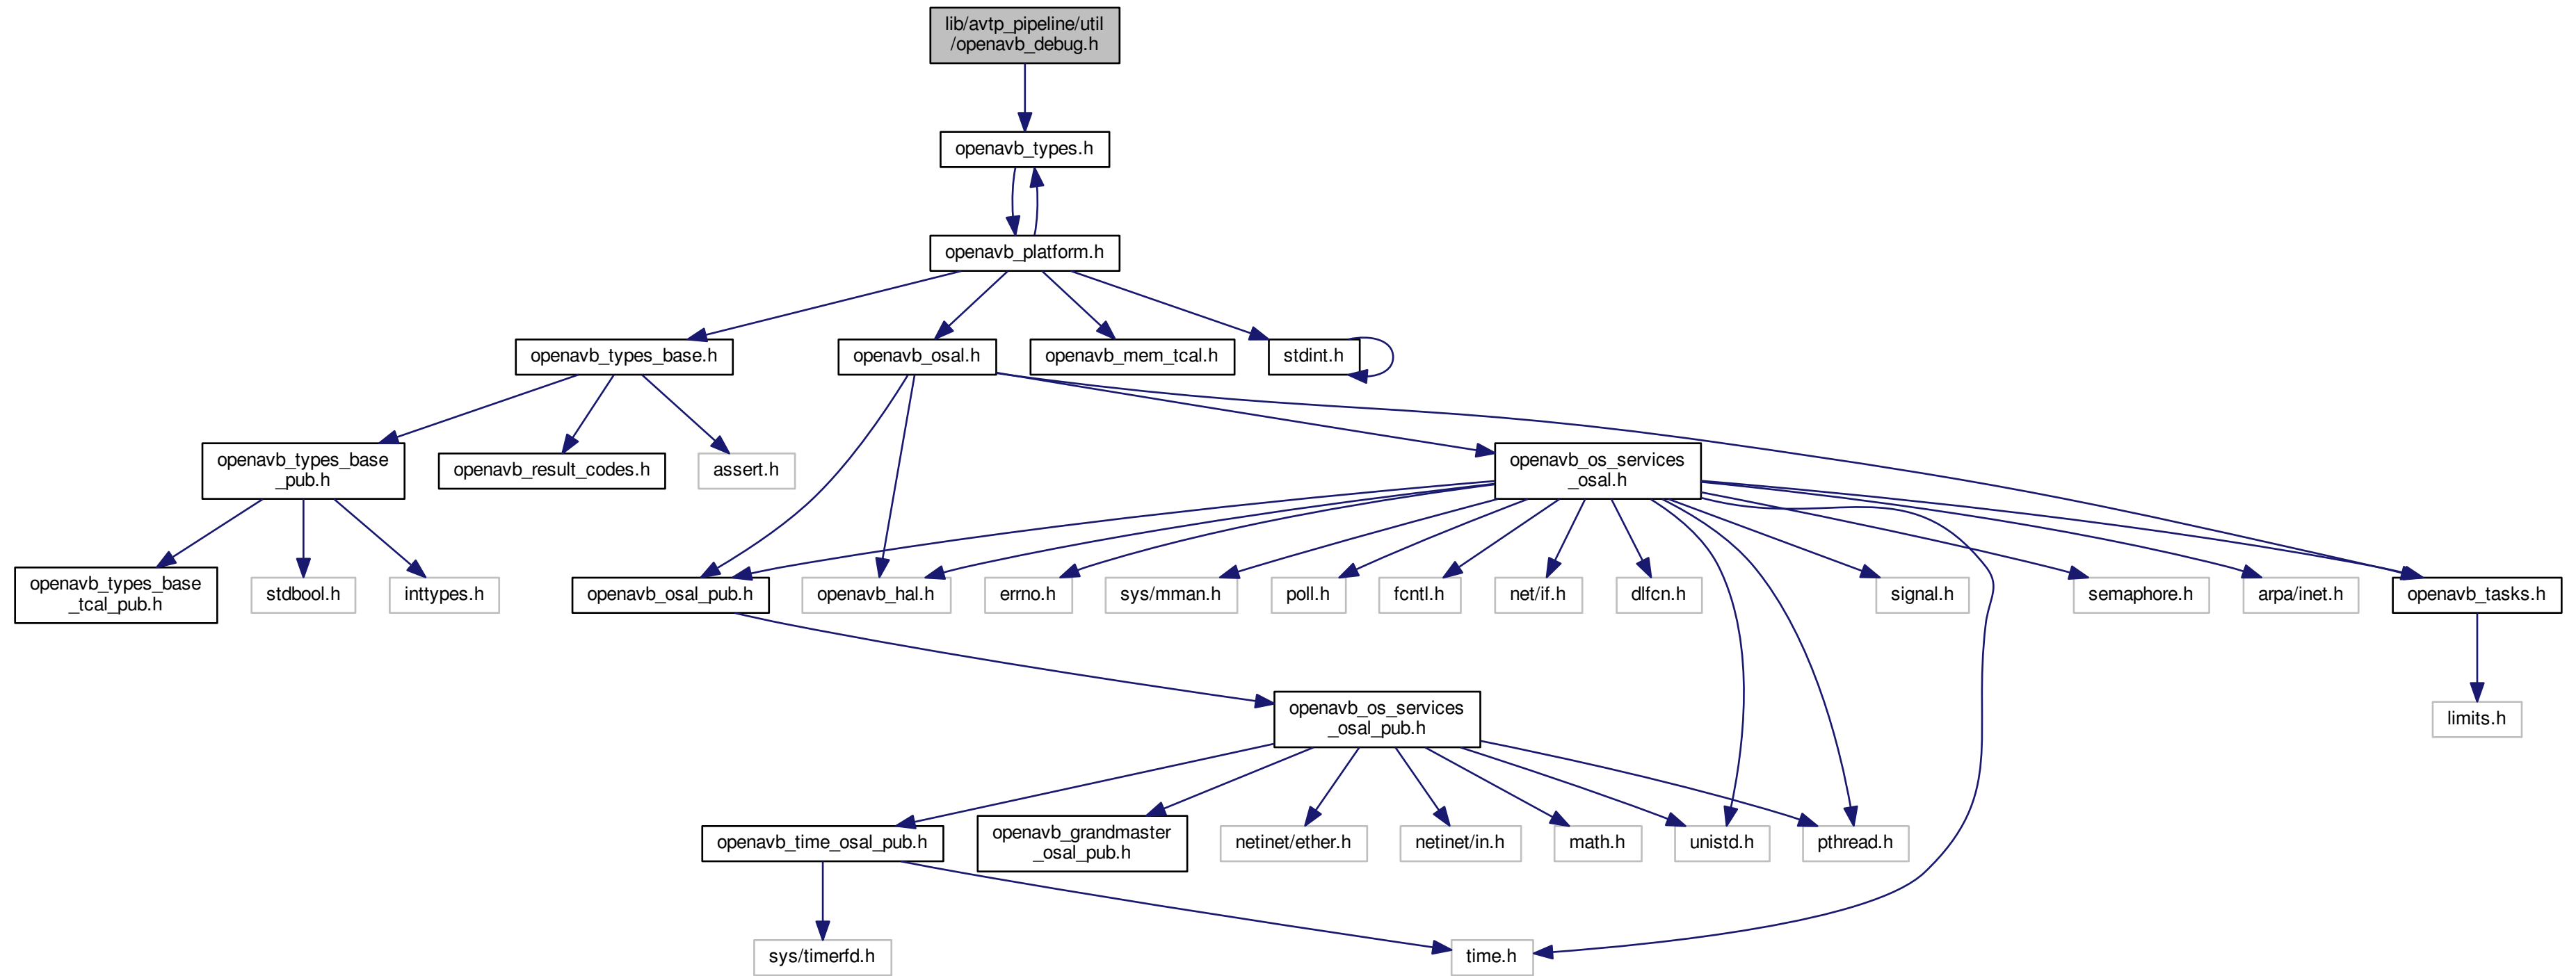 lib/avtp_pipeline/util
/openavb_debug.h
openavb_types.h
openavb_platform.h
openavb_types_base.h
openavb_osal.h
openavb_mem_tcal.h
stdint.h
openavb_types_base
_pub.h
openavb_result_codes.h
assert.h
openavb_os_services
_osal.h
openavb_types_base
_tcal_pub.h
stdbool.h
inttypes.h
openavb_osal_pub.h
openavb_hal.h
errno.h
sys/mman.h
poll.h
fcntl.h
net/if.h
dlfcn.h
signal.h
semaphore.h
arpa/inet.h
openavb_tasks.h
openavb_os_services
_osal_pub.h
limits.h
openavb_time_osal_pub.h
openavb_grandmaster
_osal_pub.h
netinet/ether.h
netinet/in.h
math.h
unistd.h
pthread.h
sys/timerfd.h
time.h